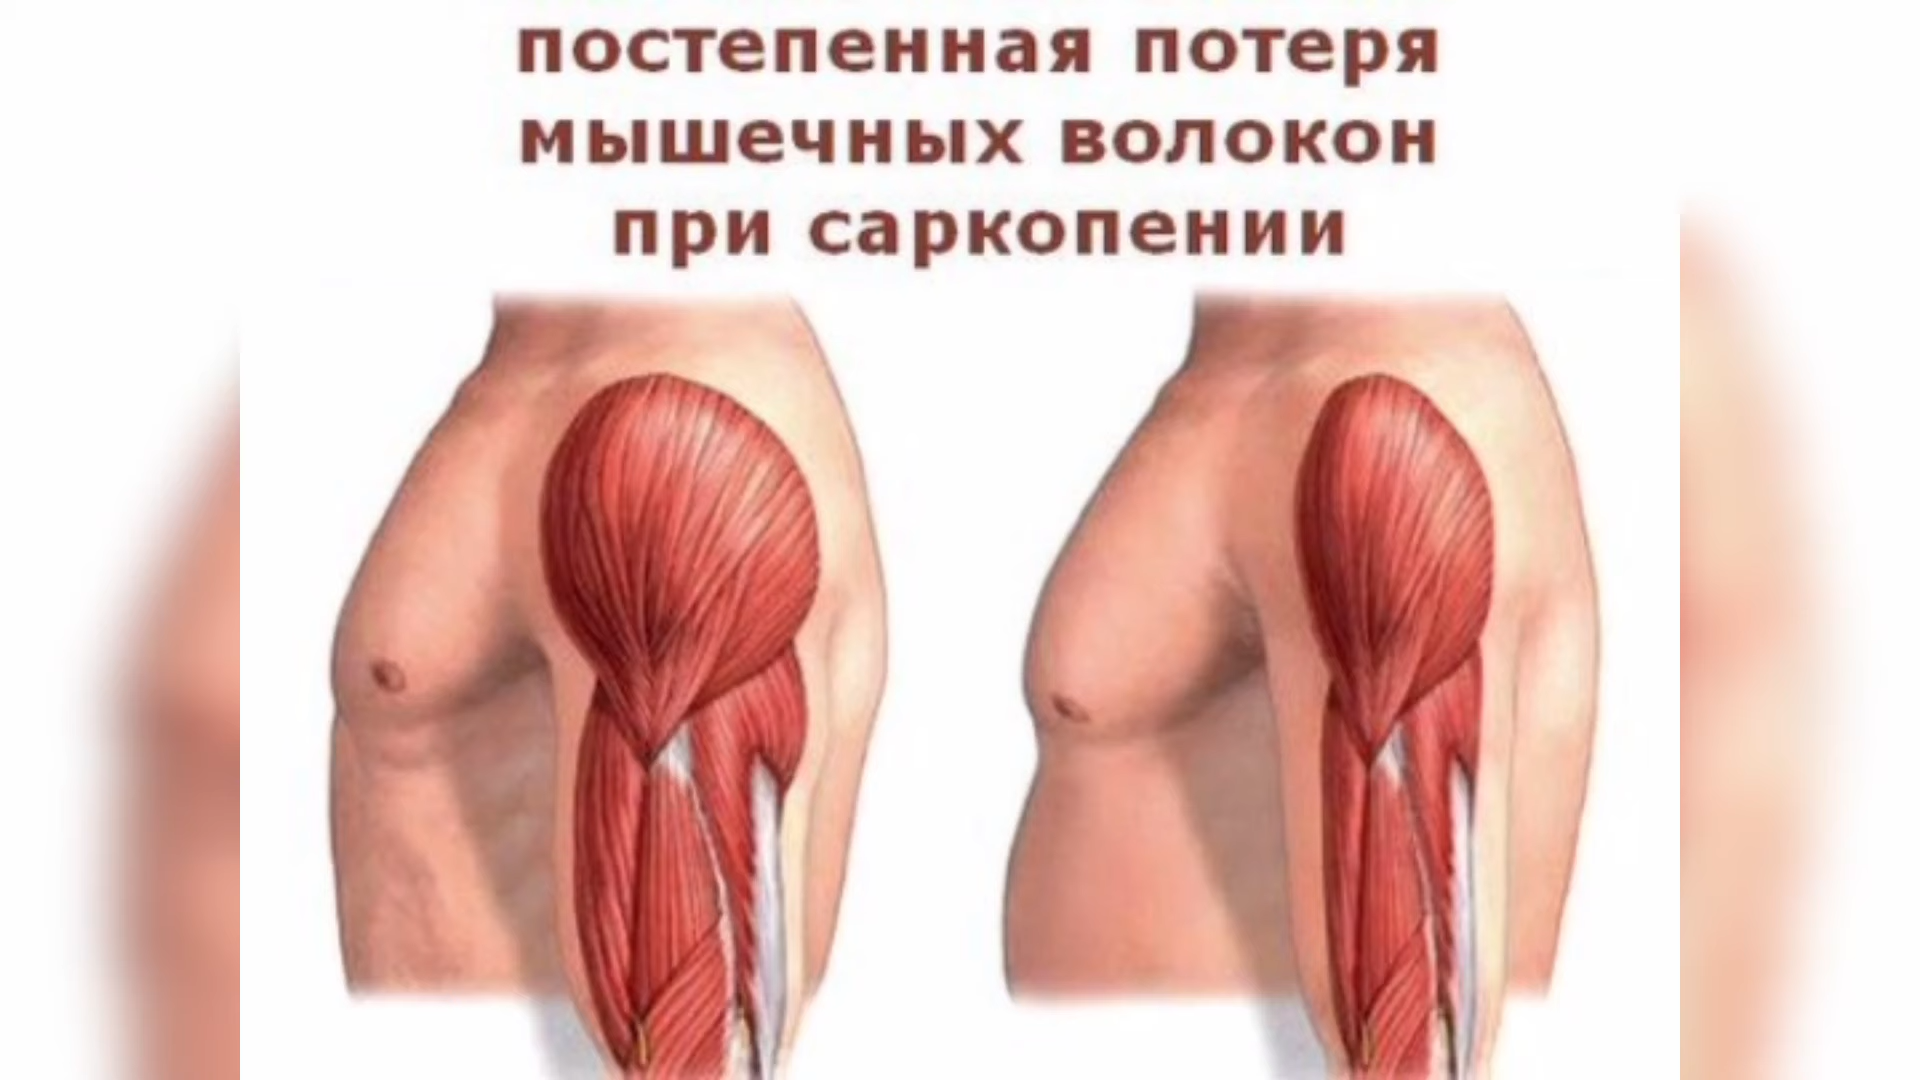 постепенная потеря
мышечных волокон
при саркопении